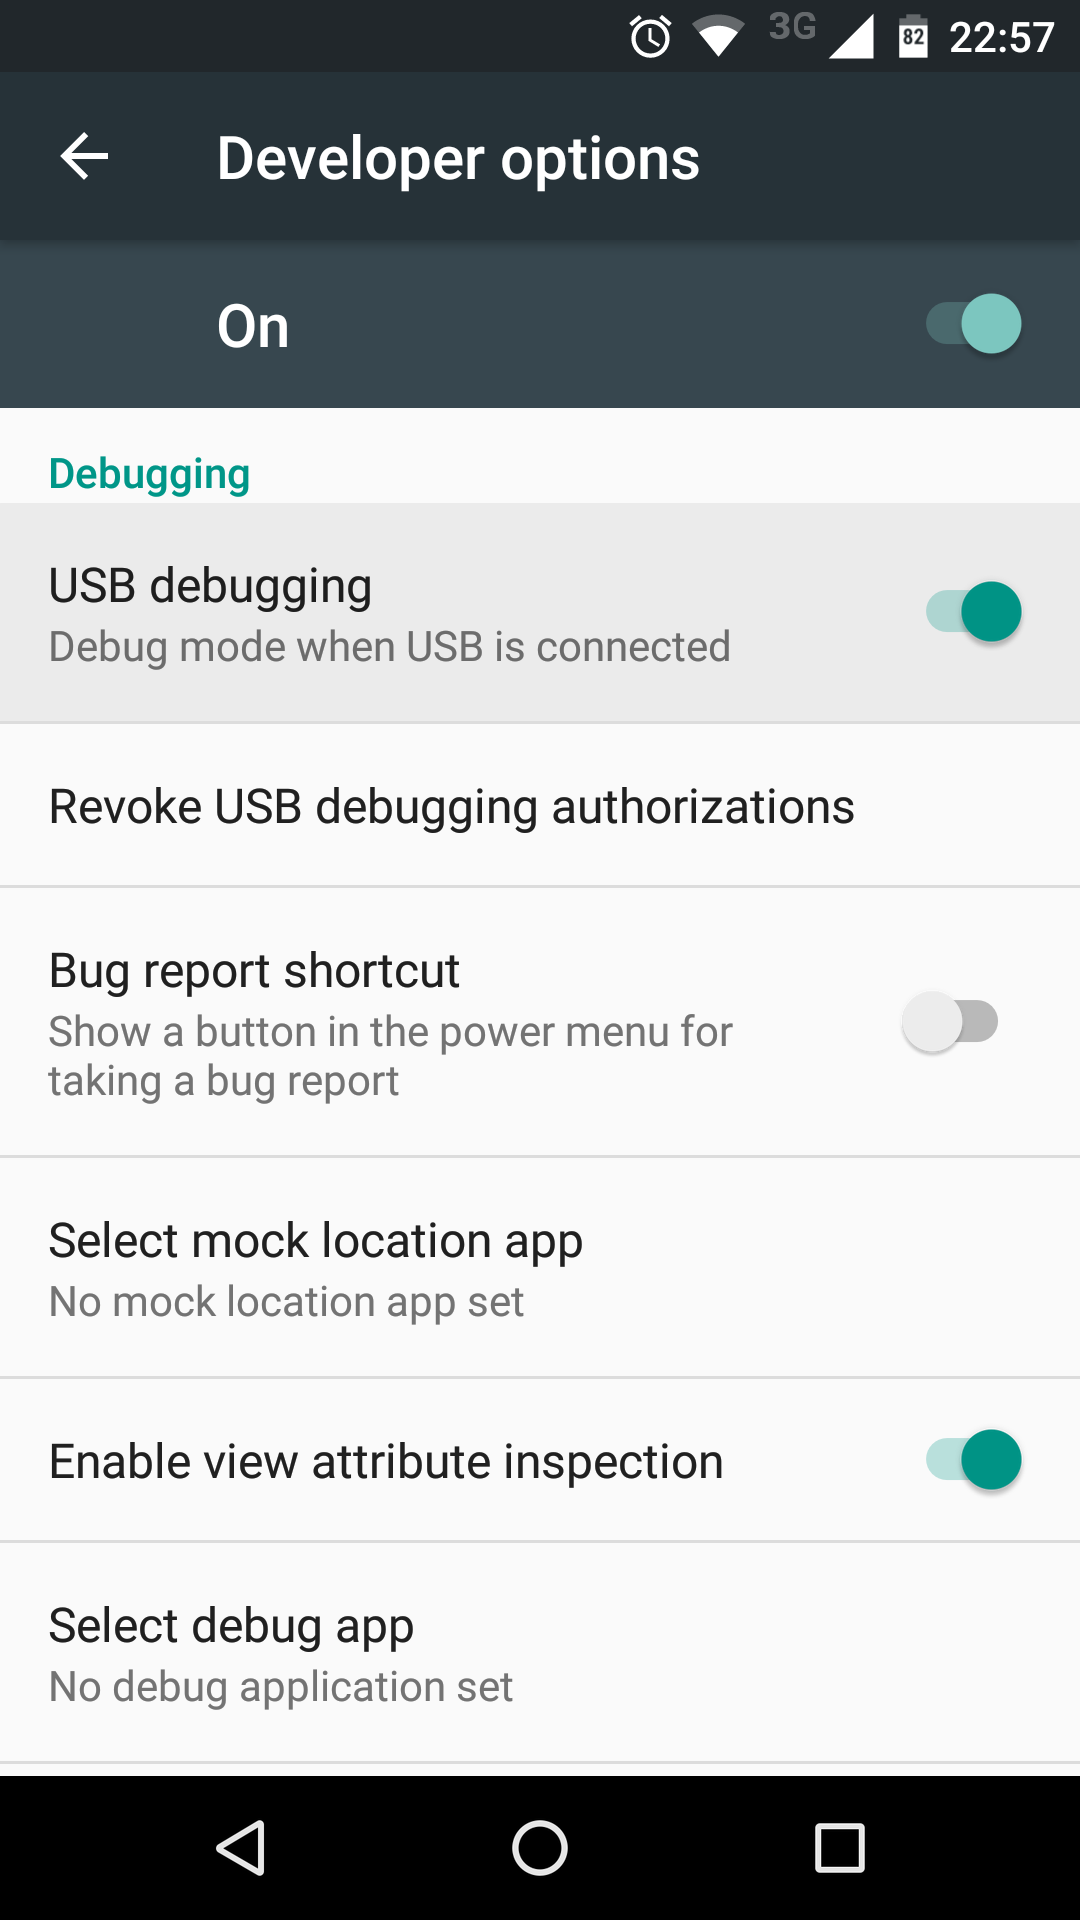 3G 82 22:57
Developer options
On
Debugging
USB debugging
Debug mode when USB is connected
Revoke USB debugging authorizations
Bug report shortcut
Show a button in the power menu for
taking a bug report
Select mock location app
No mock location app set
Enable view attribute inspection
Select debug app
No debug application set